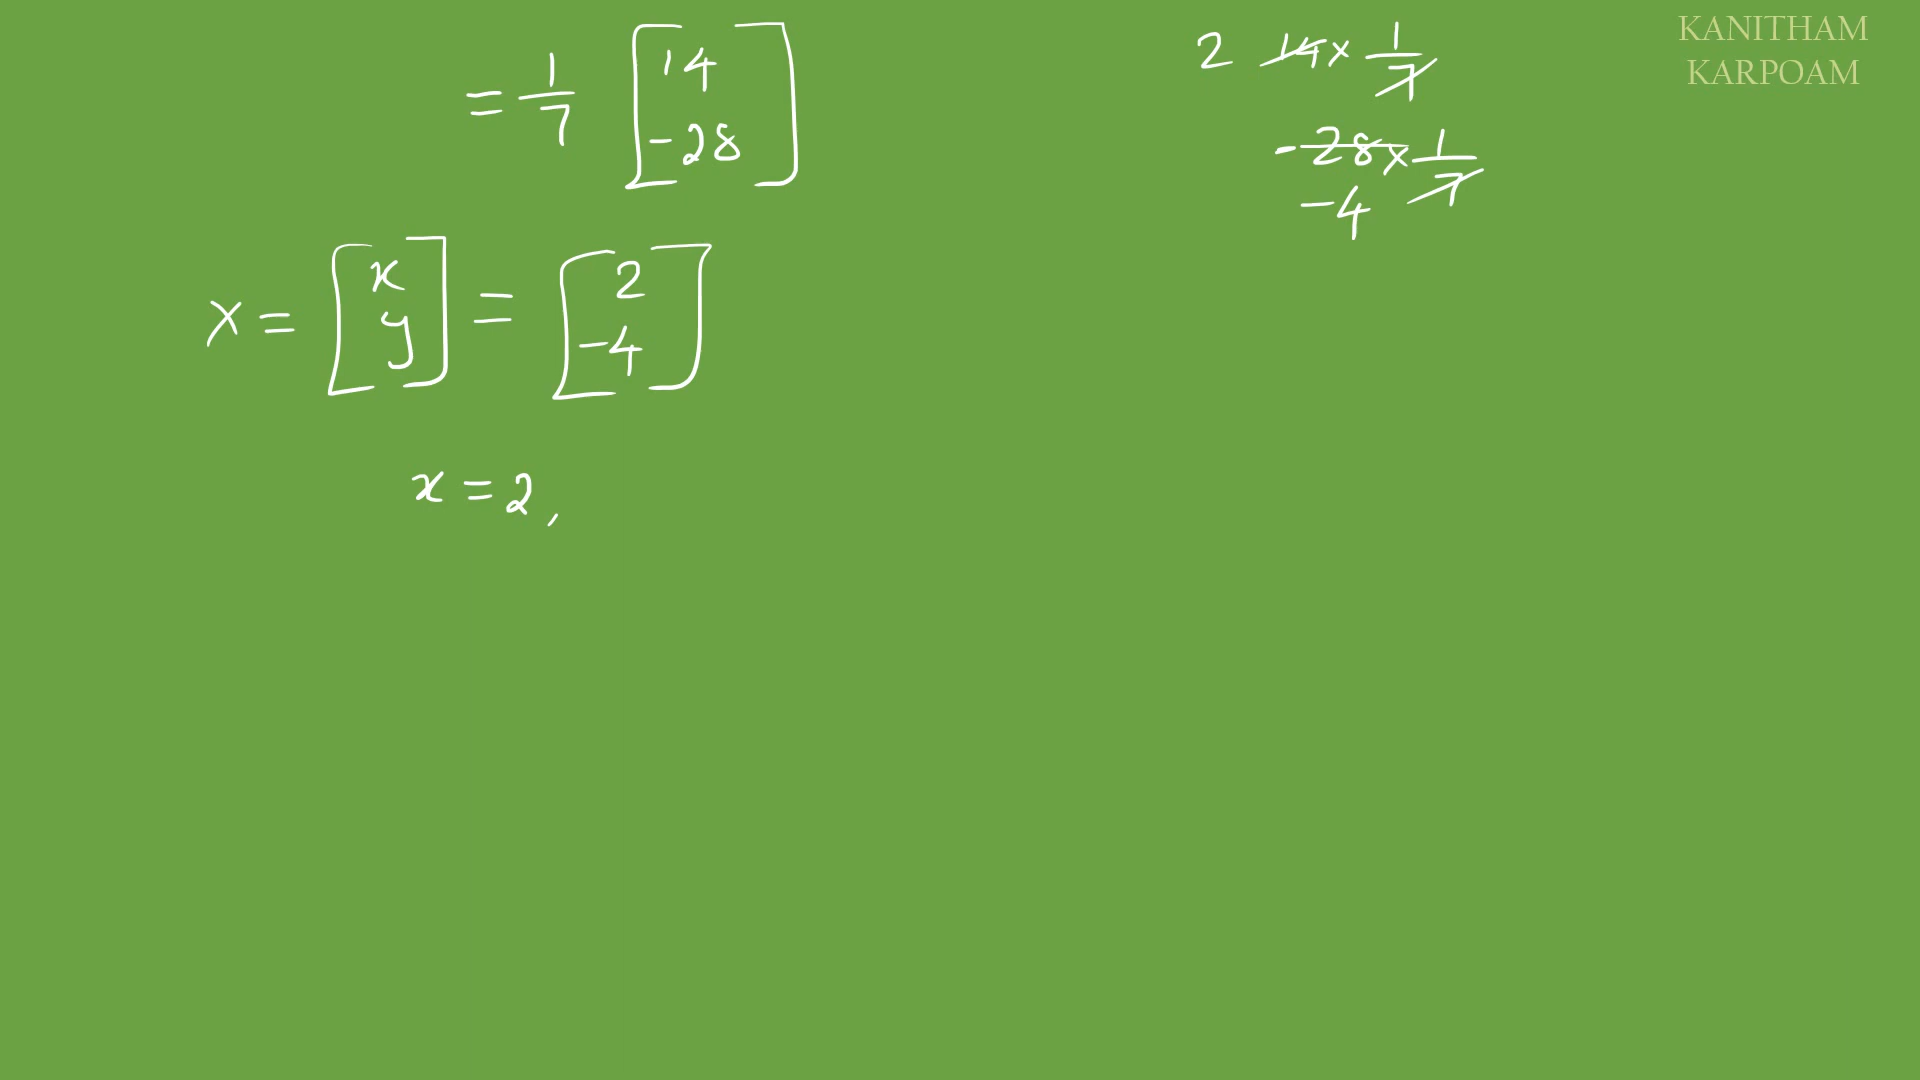 = 1/7 [14
-28]
2 14 × 1/7
-28 × 1/7
-4
X = [x
y] = [2
-4]
x = 2,
KANITHAM
KARPOAM